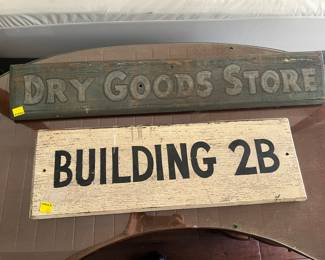 DRY GOODS STORE
BUILDING 2B